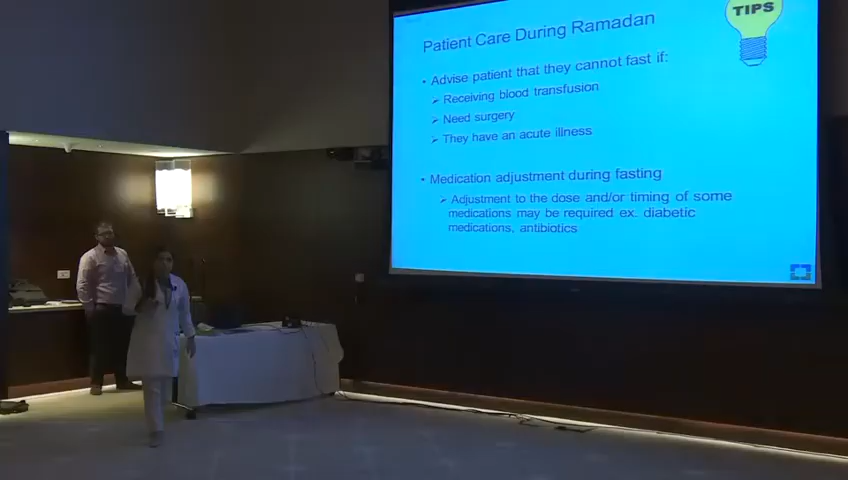 TIPS
Patient Care During Ramadan
• Advise patient that they cannot fast if:
➢ Receiving blood transfusion
➢ Need surgery
➢ They have an acute illness
• Medication adjustment during fasting
➢ Adjustment to the dose and/or timing of some
medications may be required ex. diabetic
medications, antibiotics